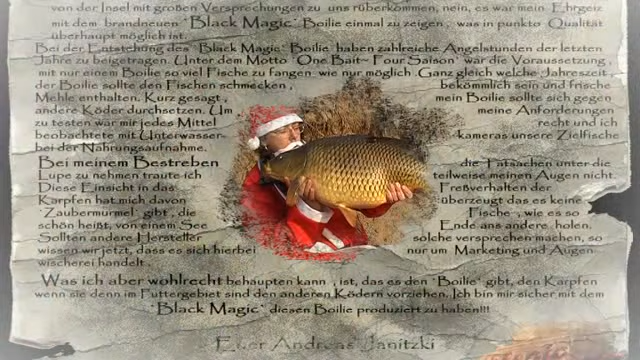 von der Insel mit großen Versprechungen zu uns rüberkommen, nein, es war mein Ehrgeiz
mit dem brandneuen "Black Magic" Boilie einmal zu zeigen, was in punkto Qualität
überhaupt möglich ist.
Bei der Entstehung des "Black Magic" Boilie haben zahlreiche Angelstunden der letzten
Jahre zu beigetragen. Unter dem Motto "One Bait~ Four Saison" war die Voraussetzung,
mit nur einem Boilie so viel Fische zu fangen wie nur möglich. Ganz gleich welche Jahreszeit,
der Boilie sollte den Fischen schmecken, bekömmlich sein und frische
Mehle enthalten. Kurz gesagt, mein Boilie sollte sich gegen
andere Köder durchsetzen. Um meine Anforderungen
zu testen war mir jedes Mittel recht und ich
beobachtete mit Unterwasser- kameras unsere Zielfische
bei der Nahrungsaufnahme.
Bei meinem Bestreben die Tatsachen unter die
Lupe zu nehmen traute ich teilweise meinen Augen nicht.
Diese Einsicht in das Freßverhalten der
Karpfen hat mich davon überzeugt das es keine
"Zaubermurmel" gibt, die Fische, wie es so
schön heißt, von einem See Ende ans andere holen.
Sollten andere Hersteller solche versprechen machen, so
wissen wir jetzt, dass es sich hierbei nur um Marketing und Augen-
wischerei handelt.
Was ich aber wohlrecht behaupten kann, ist, das es den "Boilie" gibt, den Karpfen
wenn sie denn im Futtergebiet sind den anderen Ködern vorziehen. Ich bin mir sicher mit dem
"Black Magic" diesen Boilie produziert zu haben!!!
Euer Andreas Janitzki